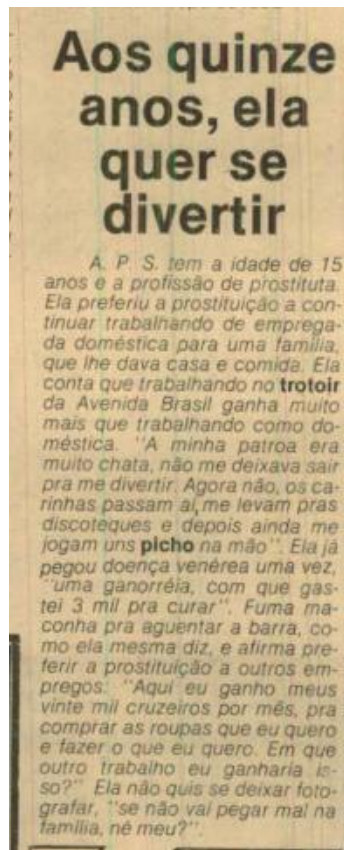 Aos quinze
anos, ela
quer se
divertir
A. P. S. tem a idade de 15
anos e a profissão de prostituta.
Ela preferiu a prostituição a con-
tinuar trabalhando de emprega-
da doméstica para uma família,
que lhe dava casa e comida. Ela
conta que trabalhando no trotoir
da Avenida Brasil ganha muito
mais que trabalhando como do-
méstica. "A minha patroa era
muito chata, não me deixava sair
pra me divertir. Agora não, os ca-
rinhas passam aí, me levam pras
discoteques e depois ainda me
jogam uns picho na mão". Ela já
pegou doença venérea uma vez,
"uma ganorréia, com que gas-
tei 3 mil pra curar". Fuma ma-
conha pra aguentar a barra, co-
mo ela mesma diz, e afirma pre-
ferir a prostituição a outros em-
pregos: "Aqui eu ganho meus
vinte mil cruzeiros por mês, pra
comprar as roupas que eu quero
e fazer o que eu quero. Em que
outro trabalho eu ganharia is-
so?" Ela não quis se deixar foto-
grafar, "se não vai pegar mal na
família, né meu?".